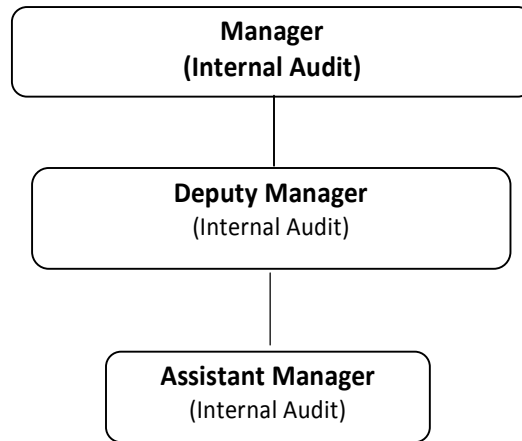 Manager
(Internal Audit)
Deputy Manager
(Internal Audit)
Assistant Manager
(Internal Audit)